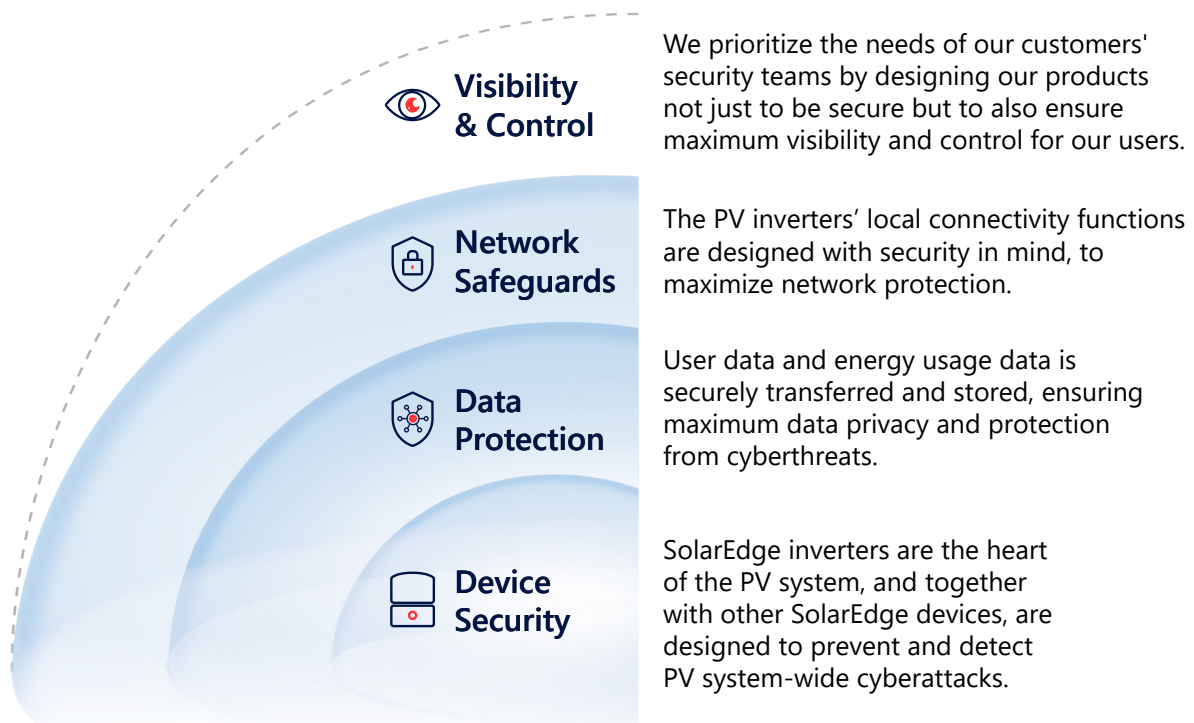 Visibility
& Control
We prioritize the needs of our customers'
security teams by designing our products
not just to be secure but to also ensure
maximum visibility and control for our users.
Network
Safeguards
The PV inverters’ local connectivity functions
are designed with security in mind, to
maximize network protection.
Data
Protection
User data and energy usage data is
securely transferred and stored, ensuring
maximum data privacy and protection
from cyberthreats.
Device
Security
SolarEdge inverters are the heart
of the PV system, and together
with other SolarEdge devices, are
designed to prevent and detect
PV system-wide cyberattacks.